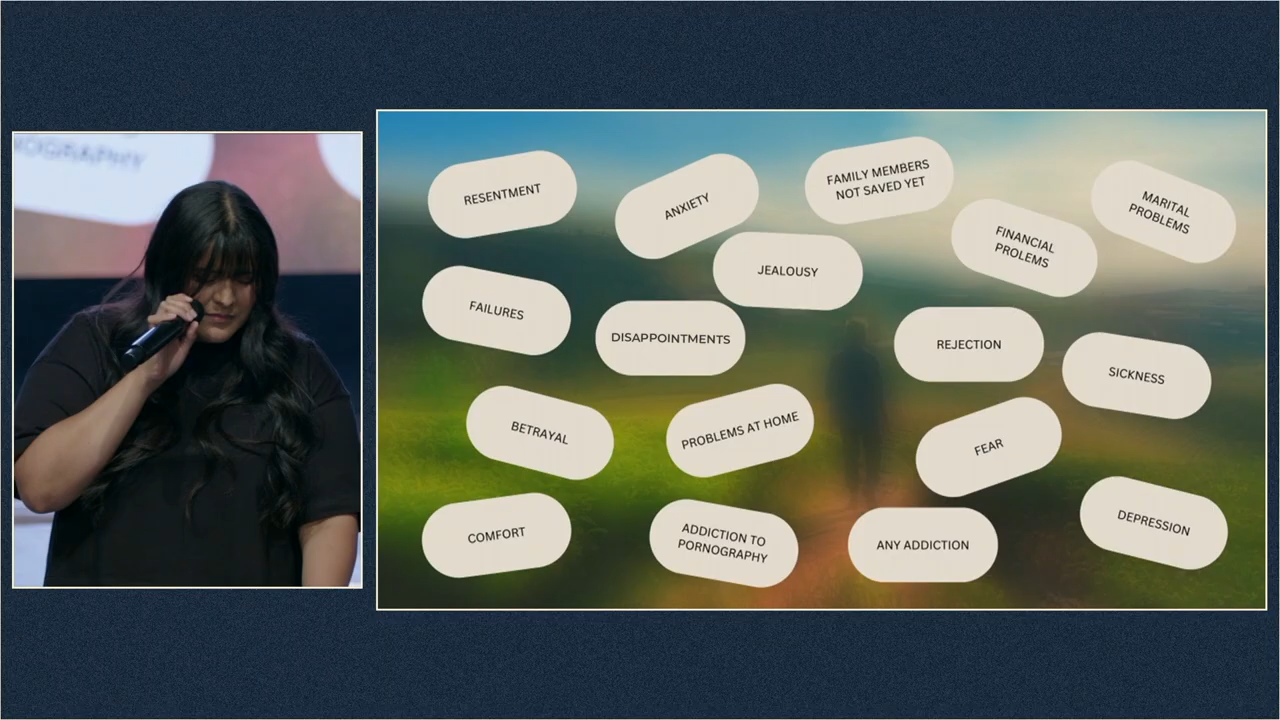 OGRAPHY
RESENTMENT
ANXIETY
FAMILY MEMBERS
NOT SAVED YET
MARITAL
PROBLEMS
FINANCIAL
PROLEMS
JEALOUSY
FAILURES
DISAPPOINTMENTS
REJECTION
SICKNESS
BETRAYAL
PROBLEMS AT HOME
FEAR
COMFORT
ADDICTION TO
PORNOGRAPHY
ANY ADDICTION
DEPRESSION